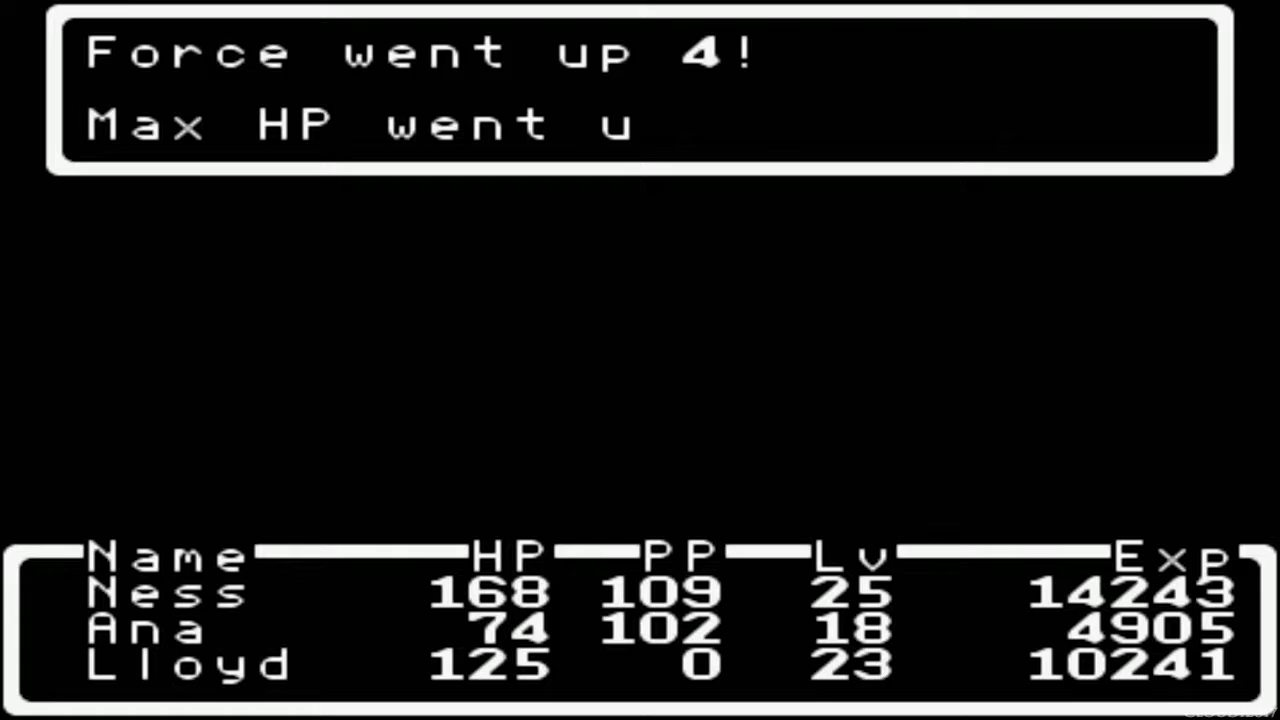 Force went up 4!
Max HP went u
Name HP PP Lv Exp
Ness 168 109 25 14243
Ana 74 102 18 4905
Lloyd 125 0 23 10241